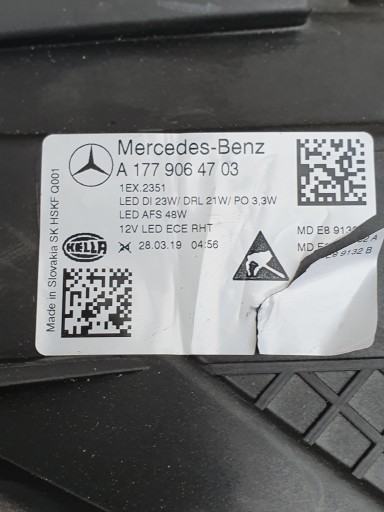 Mercedes-Benz
A 177 906 47 03
1EX.2351
LED DI 23W/ DRL 21W/ PO 3,3W
LED AFS 48W
12V LED ECE RHT
28.03.19 04:56
HELLA
Made in Slovakia SK HSKF Q001
MD E8
MD
E8 9132 B